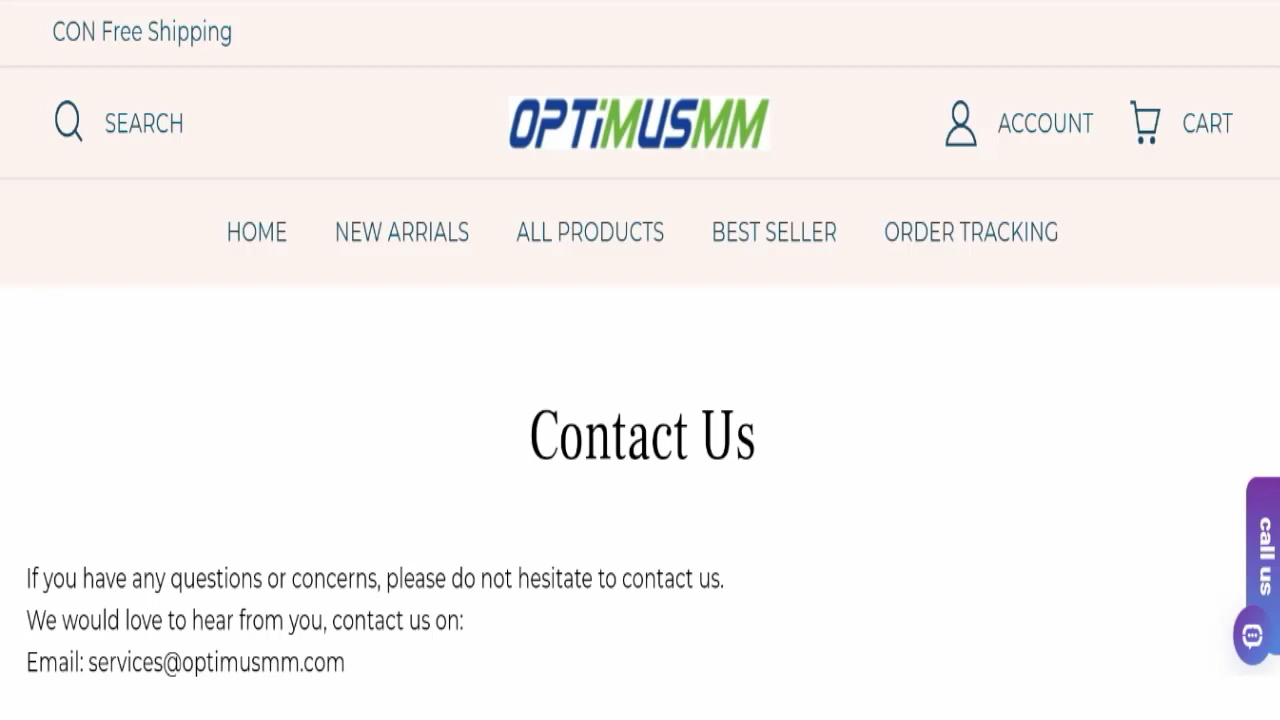 CON Free Shipping
SEARCH
OPTiMUSMM
ACCOUNT
CART
HOME
NEW ARRIALS
ALL PRODUCTS
BEST SELLER
ORDER TRACKING
Contact Us
call us
If you have any questions or concerns, please do not hesitate to contact us.
We would love to hear from you, contact us on:
Email: services@optimusmm.com